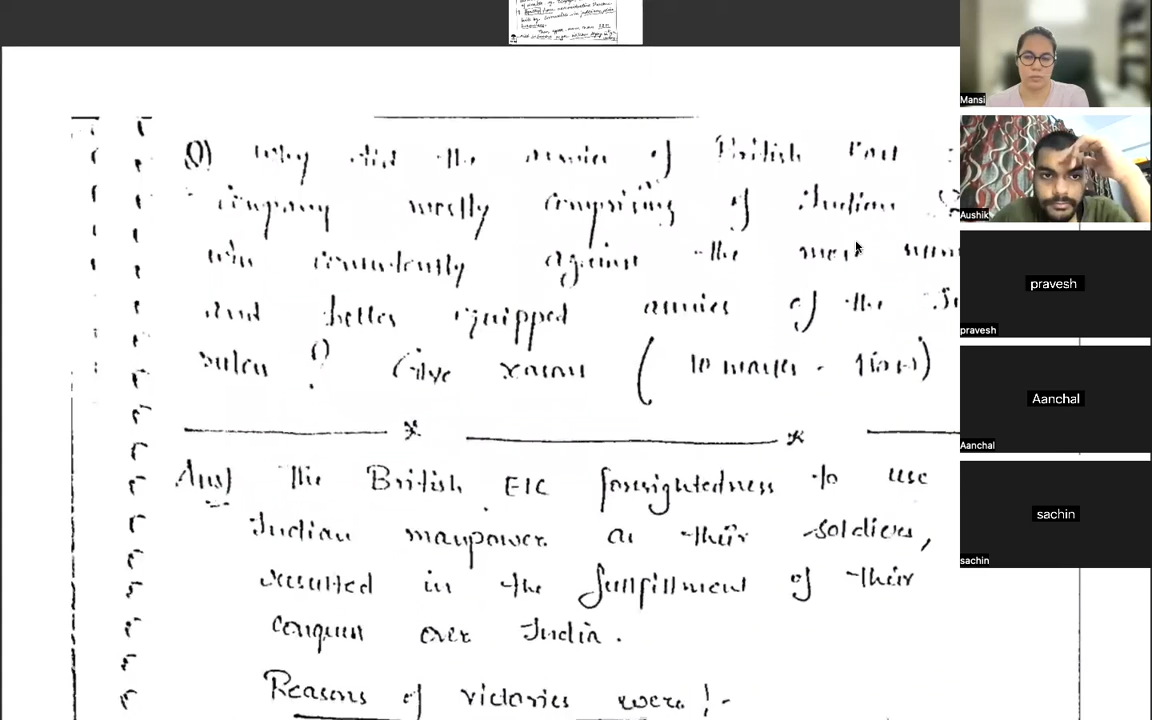 Q) Why did the armies of British East
company mostly comprising of Indian
win consistently against the more
and better equipped armies of the
rulers ? Give reasons ( 10 marks -
Ans) The British EIC foresightedness to use
Indian manpower as their soldiers,
resulted in the fulfillment of their
conquest over India.
Reasons of victories were!-
Mansi
Aushik
pravesh
pravesh
Aanchal
Aanchal
sachin
sachin